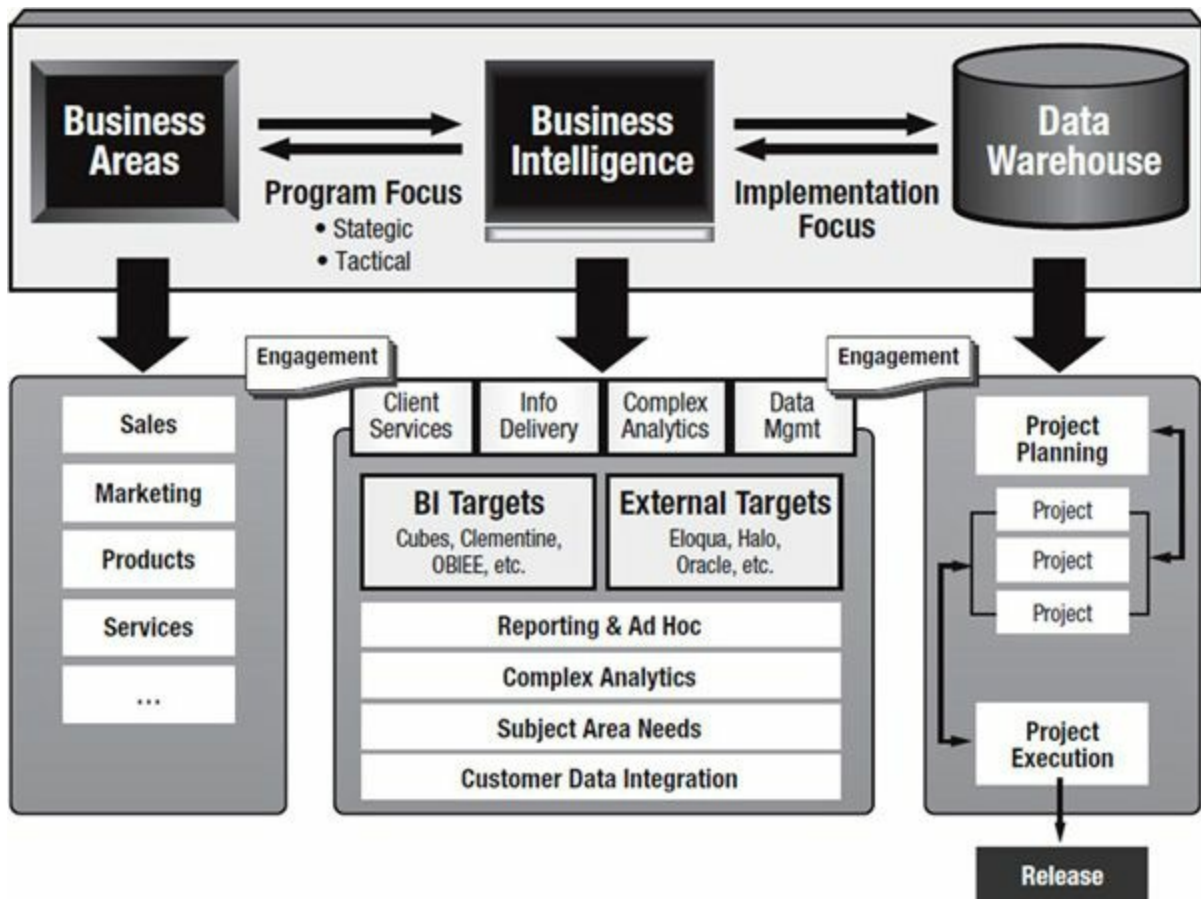 Business
Areas
Program Focus
• Stategic
• Tactical
Business
Intelligence
Implementation
Focus
Data
Warehouse
Engagement
Engagement
Sales
Marketing
Products
Services
...
Client
Services
Info
Delivery
Complex
Analytics
Data
Mgmt
BI Targets
Cubes, Clementine,
OBIEE, etc.
External Targets
Eloqua, Halo,
Oracle, etc.
Reporting & Ad Hoc
Complex Analytics
Subject Area Needs
Customer Data Integration
Project
Planning
Project
Project
Project
Project
Execution
Release